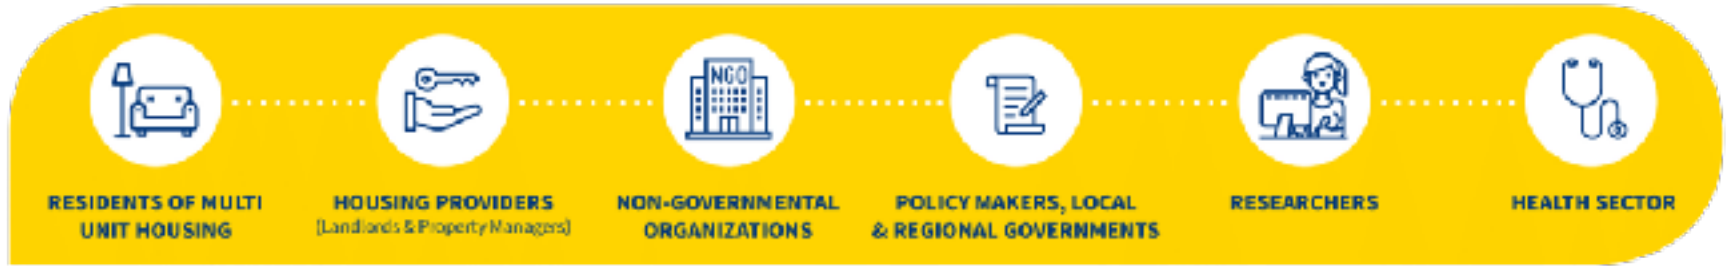 NGO
RESIDENTS OF MULTI
UNIT HOUSING
HOUSING PROVIDERS
(Landlords & Property Managers)
NON-GOVERNMENTAL
ORGANIZATIONS
POLICY MAKERS, LOCAL
& REGIONAL GOVERNMENTS
RESEARCHERS
HEALTH SECTOR